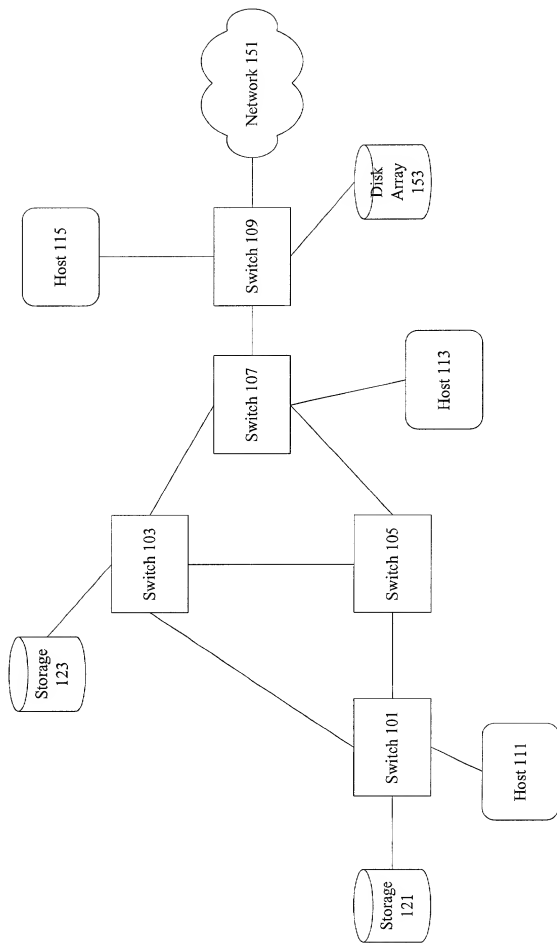 Network 151
Host 115
Switch 109
Disk
Array
153
Switch 107
Host 113
Switch 103
Switch 105
Storage
123
Switch 101
Host 111
Storage
121